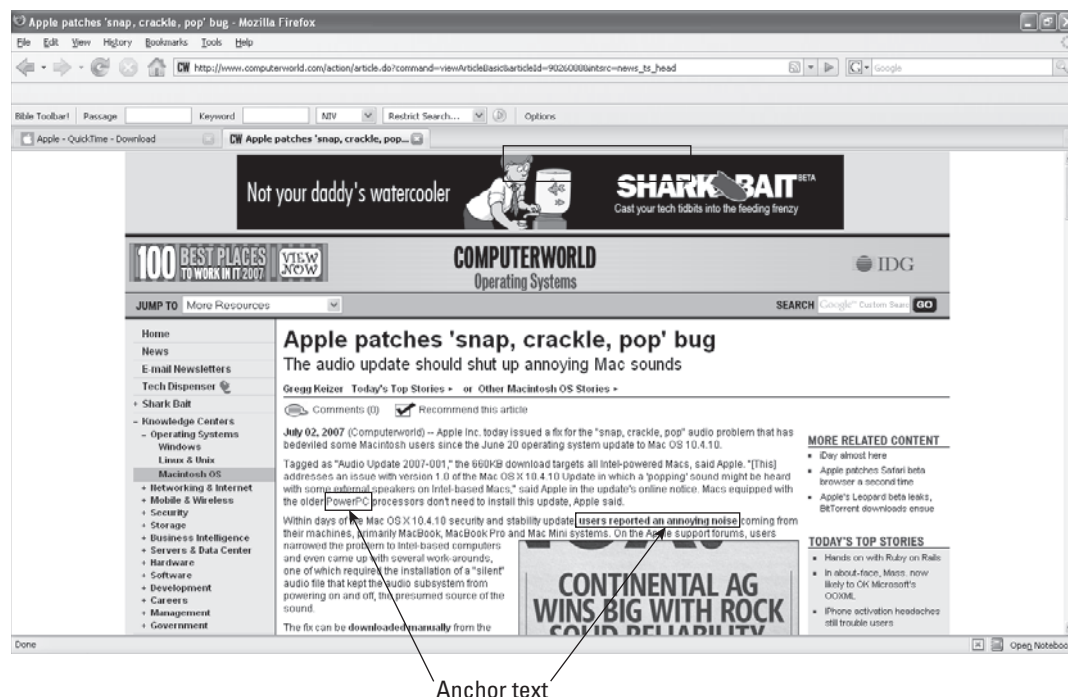 Apple patches 'snap, crackle, pop' bug - Mozilla Firefox
File Edit View History Bookmarks Tools Help
http://www.computerworld.com/action/article.do?command=viewArticleBasic&articleId=9026000&intsrc=news_ts_head
Google
Bible Toolbar! Passage Keyword NIV Restrict Search... Options
Apple - QuickTime - Download
CW Apple patches 'snap, crackle, pop...
Not your daddy's watercooler
SHARK BAIT BETA
Cast your tech tidbits into the feeding frenzy
100 BEST PLACES TO WORK IN IT 2007
VIEW NOW
COMPUTERWORLD
Operating Systems
IDG
JUMP TO More Resources
SEARCH Google Custom Sear GO
Home
News
E-mail Newsletters
Tech Dispenser
+ Shark Bait
- Knowledge Centers
- Operating Systems
Windows
Linux & Unix
Macintosh OS
+ Networking & Internet
+ Mobile & Wireless
+ Security
+ Storage
+ Business Intelligence
+ Servers & Data Center
+ Hardware
+ Software
+ Development
+ Careers
+ Management
+ Government
Apple patches 'snap, crackle, pop' bug
The audio update should shut up annoying Mac sounds
Gregg Keizer Today's Top Stories ▸ or Other Macintosh OS Stories ▸
Comments (0) Recommend this article
July 02, 2007 (Computerworld) -- Apple Inc. today issued a fix for the "snap, crackle, pop" audio problem that has
bedeviled some Macintosh users since the June 20 operating system update to Mac OS 10.4.10.
Tagged as "Audio Update 2007-001," the 660KB download targets all Intel-powered Macs, said Apple. "[This]
addresses an issue with version 1.0 of the Mac OS X 10.4.10 Update in which a 'popping' sound might be heard
with some external speakers on Intel-based Macs," said Apple in the update's online notice. Macs equipped with
the older PowerPC processors don't need to install this update, Apple said.
Within days of the Mac OS X 10.4.10 security and stability update, users reported an annoying noise coming from
their machines, primarily MacBook, MacBook Pro and Mac Mini systems. On the Apple support forums, users
narrowed the problem to Intel-based computers
and even came up with several work-arounds,
one of which required the installation of a "silent"
audio file that kept the audio subsystem from
powering on and off, the presumed source of the
sound.
The fix can be downloaded manually from the
CONTINENTAL AG
WINS BIG WITH ROCK
SOLID RELIABILITY
MORE RELATED CONTENT
iDay almost here
Apple patches Safari beta
browser a second time
Apple's Leopard beta leaks,
BitTorrent downloads ensue
TODAY'S TOP STORIES
Hands on with Ruby on Rails
In about-face, Mass. now
likely to OK Microsoft's
OOXML
iPhone activation headaches
still trouble users
Done
Open Noteboo
Anchor text